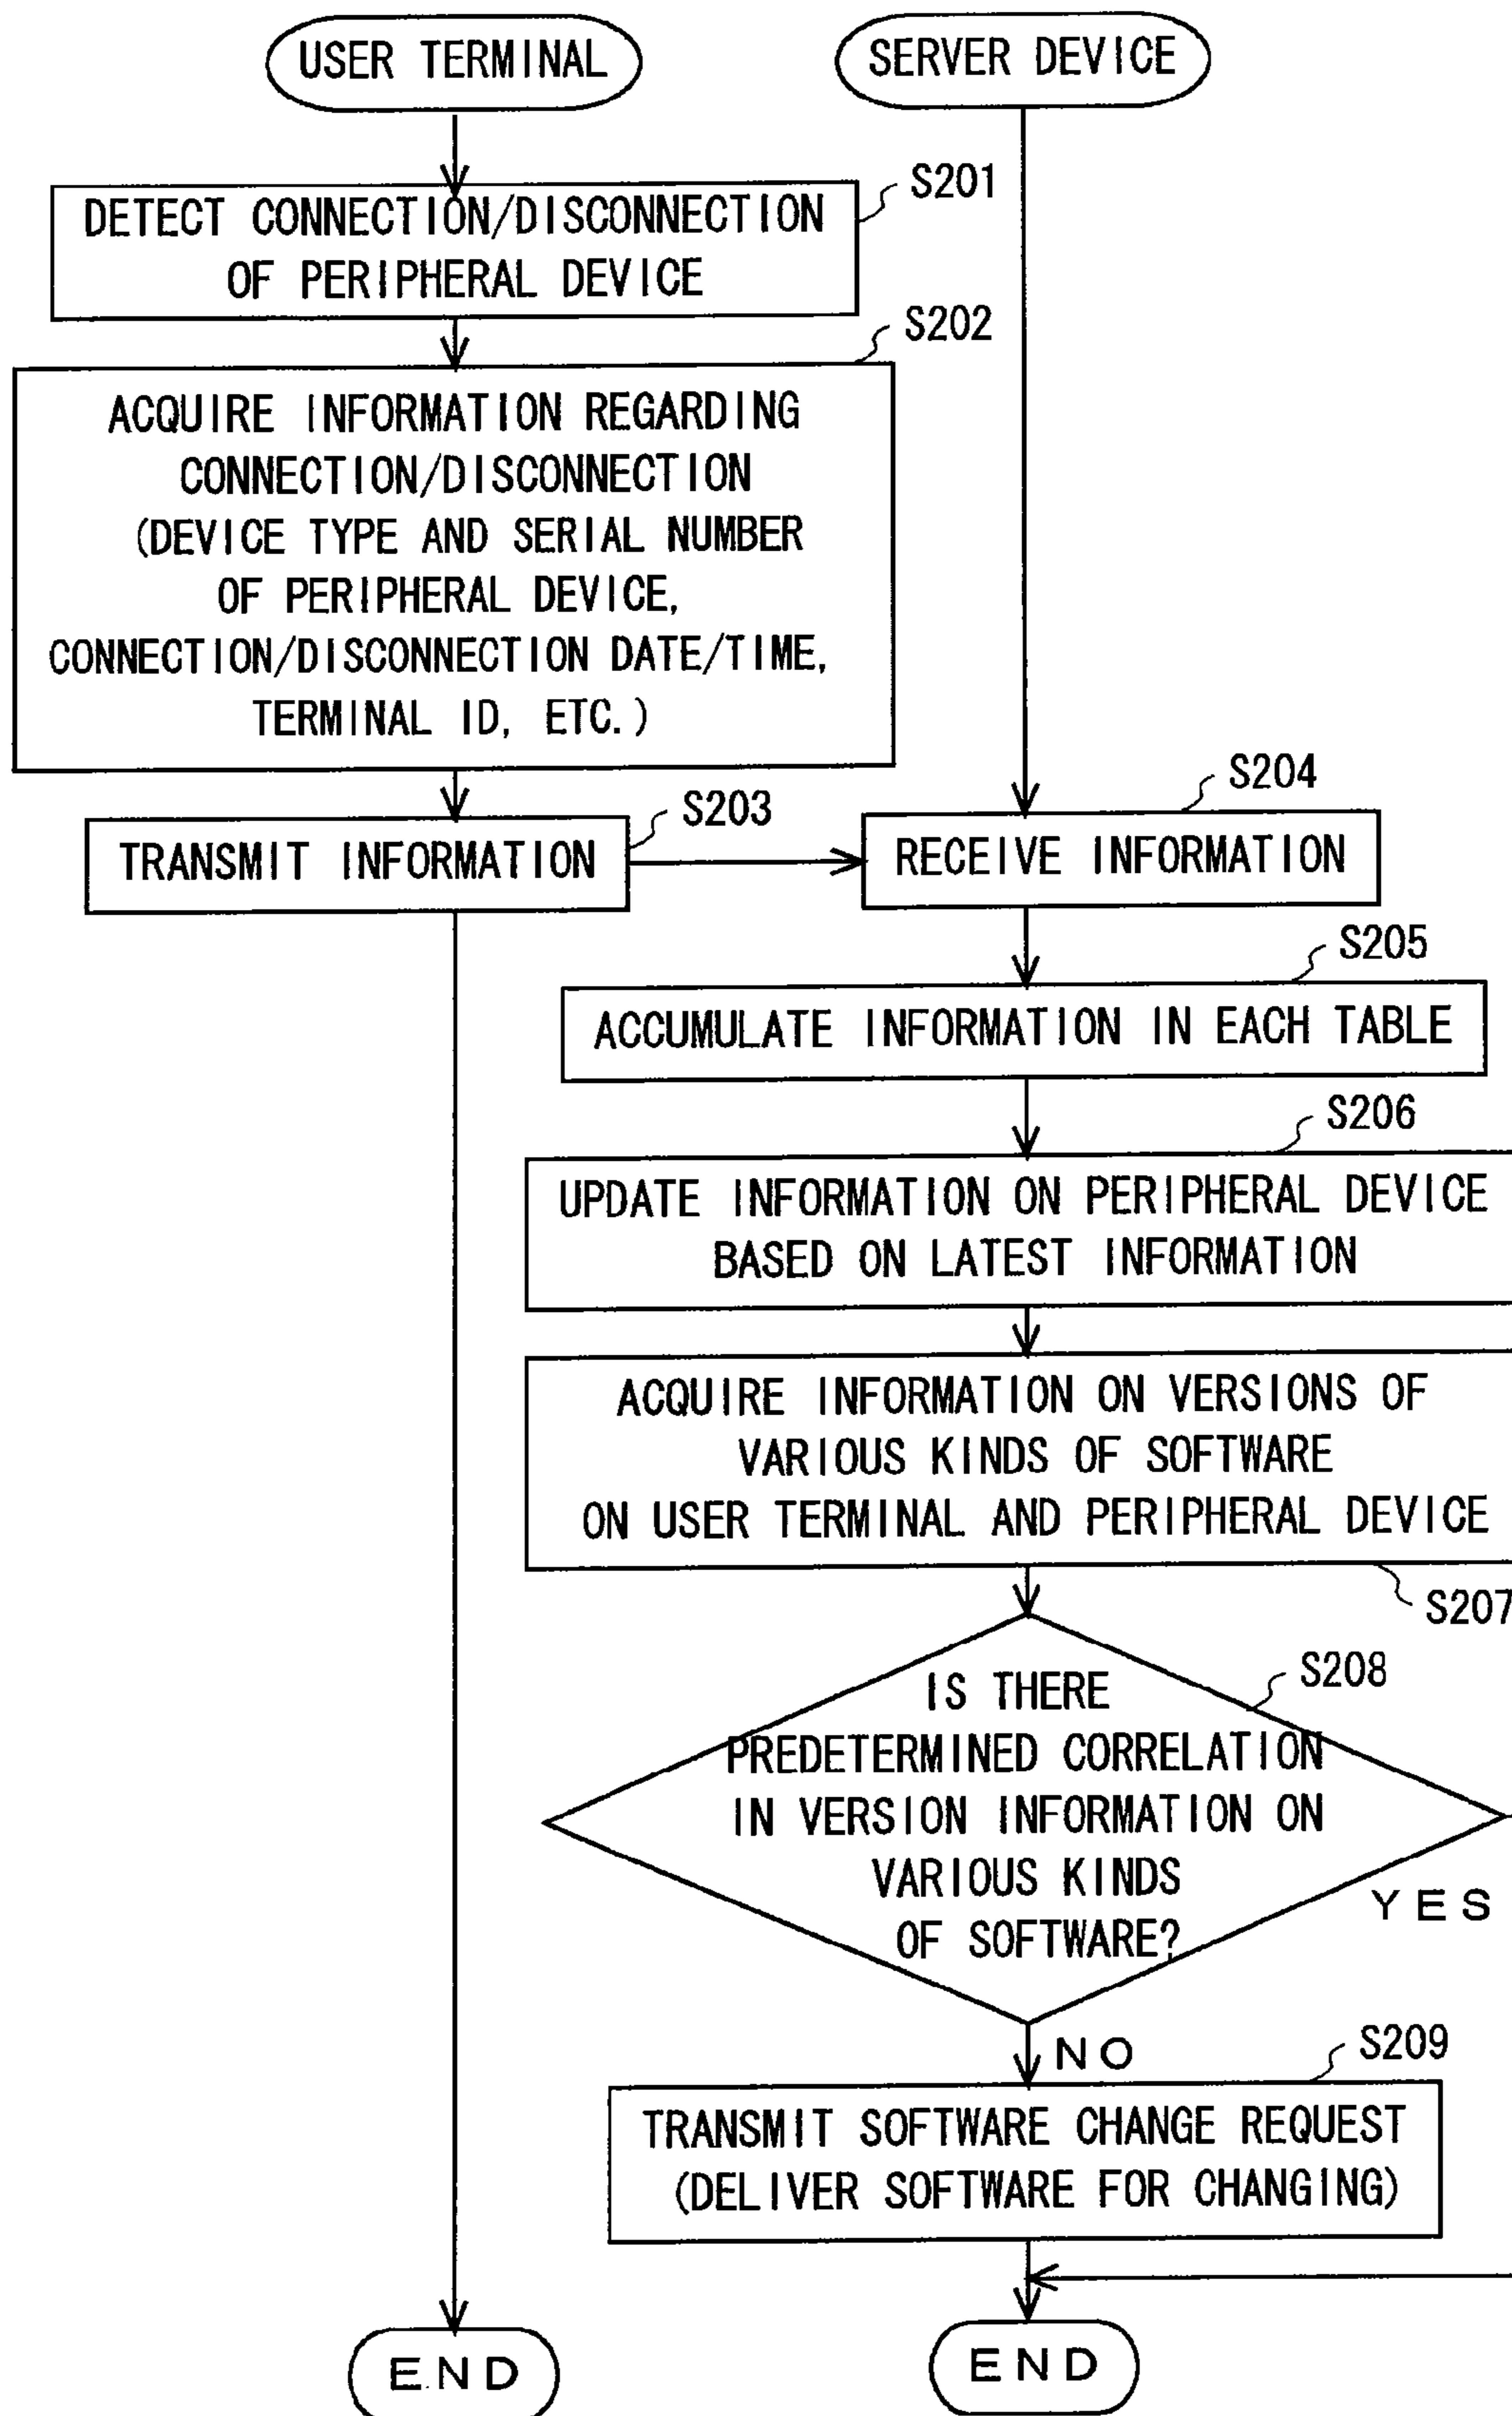 USER TERMINAL
SERVER DEVICE
S201
DETECT CONNECTION/DISCONNECTION
OF PERIPHERAL DEVICE
S202
ACQUIRE INFORMATION REGARDING
CONNECTION/DISCONNECTION
(DEVICE TYPE AND SERIAL NUMBER
OF PERIPHERAL DEVICE,
CONNECTION/DISCONNECTION DATE/TIME,
TERMINAL ID, ETC.)
S203
TRANSMIT INFORMATION
S204
RECEIVE INFORMATION
S205
ACCUMULATE INFORMATION IN EACH TABLE
S206
UPDATE INFORMATION ON PERIPHERAL DEVICE
BASED ON LATEST INFORMATION
ACQUIRE INFORMATION ON VERSIONS OF
VARIOUS KINDS OF SOFTWARE
ON USER TERMINAL AND PERIPHERAL DEVICE
S207
S208
IS THERE
PREDETERMINED CORRELATION
IN VERSION INFORMATION ON
VARIOUS KINDS
OF SOFTWARE?
YES
NO
S209
TRANSMIT SOFTWARE CHANGE REQUEST
(DELIVER SOFTWARE FOR CHANGING)
END
END